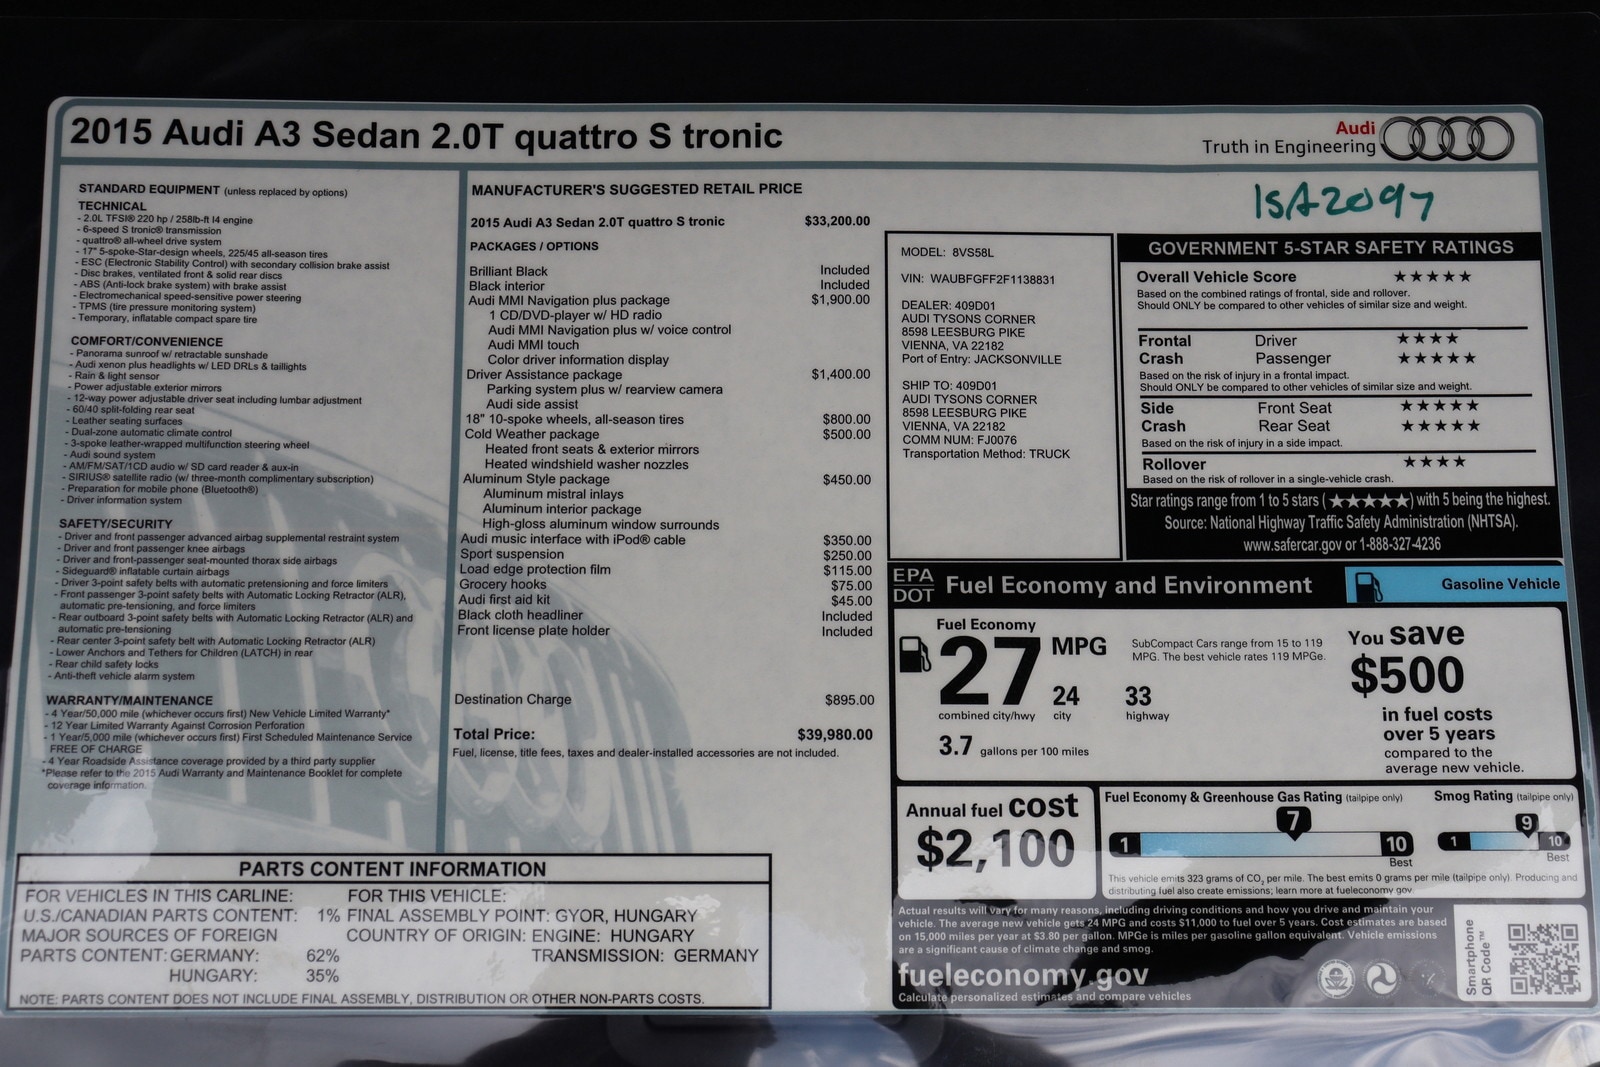 2015 Audi A3 Sedan 2.0T quattro S tronic
Audi
Truth in Engineering
ISA2097
STANDARD EQUIPMENT (unless replaced by options)
TECHNICAL
- 2.0L TFSI® 220 hp / 258lb-ft I4 engine
- 6-speed S tronic® transmission
- quattro® all-wheel drive system
- 17" 5-spoke-Star-design wheels, 225/45 all-season tires
- ESC (Electronic Stability Control) with secondary collision brake assist
- Disc brakes, ventilated front & solid rear discs
- ABS (Anti-lock brake system) with brake assist
- Electromechanical speed-sensitive power steering
- TPMS (tire pressure monitoring system)
- Temporary, inflatable compact spare tire
COMFORT/CONVENIENCE
- Panorama sunroof w/ retractable sunshade
- Audi xenon plus headlights w/ LED DRLs & taillights
- Rain & light sensor
- Power adjustable exterior mirrors
- 12-way power adjustable driver seat including lumbar adjustment
- 60/40 split-folding rear seat
- Leather seating surfaces
- Dual-zone automatic climate control
- 3-spoke leather-wrapped multifunction steering wheel
- Audi sound system
- AM/FM/SAT/1CD audio w/ SD card reader & aux-in
- SIRIUS® satellite radio (w/ three-month complimentary subscription)
- Preparation for mobile phone (Bluetooth®)
- Driver information system
SAFETY/SECURITY
- Driver and front passenger advanced airbag supplemental restraint system
- Driver and front passenger knee airbags
- Driver and front-passenger seat-mounted thorax side airbags
- Sideguard® inflatable curtain airbags
- Driver 3-point safety belts with automatic pretensioning and force limiters
- Front passenger 3-point safety belts with Automatic Locking Retractor (ALR),
automatic pre-tensioning, and force limiters
- Rear outboard 3-point safety belts with Automatic Locking Retractor (ALR) and
automatic pre-tensioning
- Rear center 3-point safety belt with Automatic Locking Retractor (ALR)
- Lower Anchors and Tethers for Children (LATCH) in rear
- Rear child safety locks
- Anti-theft vehicle alarm system
WARRANTY/MAINTENANCE
- 4 Year/50,000 mile (whichever occurs first) New Vehicle Limited Warranty*
- 12 Year Limited Warranty Against Corrosion Perforation
- 1 Year/5,000 mile (whichever occurs first) First Scheduled Maintenance Service
FREE OF CHARGE
- 4 Year Roadside Assistance coverage provided by a third party supplier
*Please refer to the 2015 Audi Warranty and Maintenance Booklet for complete
coverage information.
MANUFACTURER'S SUGGESTED RETAIL PRICE
2015 Audi A3 Sedan 2.0T quattro S tronic $33,200.00
PACKAGES / OPTIONS
Brilliant Black Included
Black interior Included
Audi MMI Navigation plus package $1,900.00
1 CD/DVD-player w/ HD radio
Audi MMI Navigation plus w/ voice control
Audi MMI touch
Color driver information display
Driver Assistance package $1,400.00
Parking system plus w/ rearview camera
Audi side assist
18" 10-spoke wheels, all-season tires $800.00
Cold Weather package $500.00
Heated front seats & exterior mirrors
Heated windshield washer nozzles
Aluminum Style package $450.00
Aluminum mistral inlays
Aluminum interior package
High-gloss aluminum window surrounds
Audi music interface with iPod® cable $350.00
Sport suspension $250.00
Load edge protection film $115.00
Grocery hooks $75.00
Audi first aid kit $45.00
Black cloth headliner Included
Front license plate holder Included
Destination Charge $895.00
Total Price: $39,980.00
Fuel, license, title fees, taxes and dealer-installed accessories are not included.
MODEL: 8VS58L
VIN: WAUBFGFF2F1138831
DEALER: 409D01
AUDI TYSONS CORNER
8598 LEESBURG PIKE
VIENNA, VA 22182
Port of Entry: JACKSONVILLE
SHIP TO: 409D01
AUDI TYSONS CORNER
8598 LEESBURG PIKE
VIENNA, VA 22182
COMM NUM: FJ0076
Transportation Method: TRUCK
GOVERNMENT 5-STAR SAFETY RATINGS
Overall Vehicle Score ★★★★★
Based on the combined ratings of frontal, side and rollover.
Should ONLY be compared to other vehicles of similar size and weight.
Frontal Driver ★★★★
Crash Passenger ★★★★★
Based on the risk of injury in a frontal impact.
Should ONLY be compared to other vehicles of similar size and weight.
Side Front Seat ★★★★★
Crash Rear Seat ★★★★★
Based on the risk of injury in a side impact.
Rollover ★★★★
Based on the risk of rollover in a single-vehicle crash.
Star ratings range from 1 to 5 stars (★★★★★) with 5 being the highest.
Source: National Highway Traffic Safety Administration (NHTSA).
www.safercar.gov or 1-888-327-4236
EPA
DOT
Fuel Economy and Environment
Gasoline Vehicle
Fuel Economy
27 MPG
combined city/hwy
24
city
33
highway
3.7 gallons per 100 miles
SubCompact Cars range from 15 to 119
MPG. The best vehicle rates 119 MPGe.
You save
$500
in fuel costs
over 5 years
compared to the
average new vehicle.
Annual fuel cost
$2,100
Fuel Economy & Greenhouse Gas Rating (tailpipe only)
1 7 10
Best
Smog Rating (tailpipe only)
1 9 10
Best
This vehicle emits 323 grams of CO2 per mile. The best emits 0 grams per mile (tailpipe only). Producing and
distributing fuel also create emissions; learn more at fueleconomy.gov
Actual results will vary for many reasons, including driving conditions and how you drive and maintain your
vehicle. The average new vehicle gets 24 MPG and costs $11,000 to fuel over 5 years. Cost estimates are based
on 15,000 miles per year at $3.80 per gallon. MPGe is miles per gasoline gallon equivalent. Vehicle emissions
are a significant cause of climate change and smog.
fueleconomy.gov
Calculate personalized estimates and compare vehicles
Smartphone
QR Code™
PARTS CONTENT INFORMATION
FOR VEHICLES IN THIS CARLINE:
U.S./CANADIAN PARTS CONTENT: 1%
MAJOR SOURCES OF FOREIGN
PARTS CONTENT: GERMANY: 62%
HUNGARY: 35%
FOR THIS VEHICLE:
FINAL ASSEMBLY POINT: GYOR, HUNGARY
COUNTRY OF ORIGIN: ENGINE: HUNGARY
TRANSMISSION: GERMANY
NOTE: PARTS CONTENT DOES NOT INCLUDE FINAL ASSEMBLY, DISTRIBUTION OR OTHER NON-PARTS COSTS.